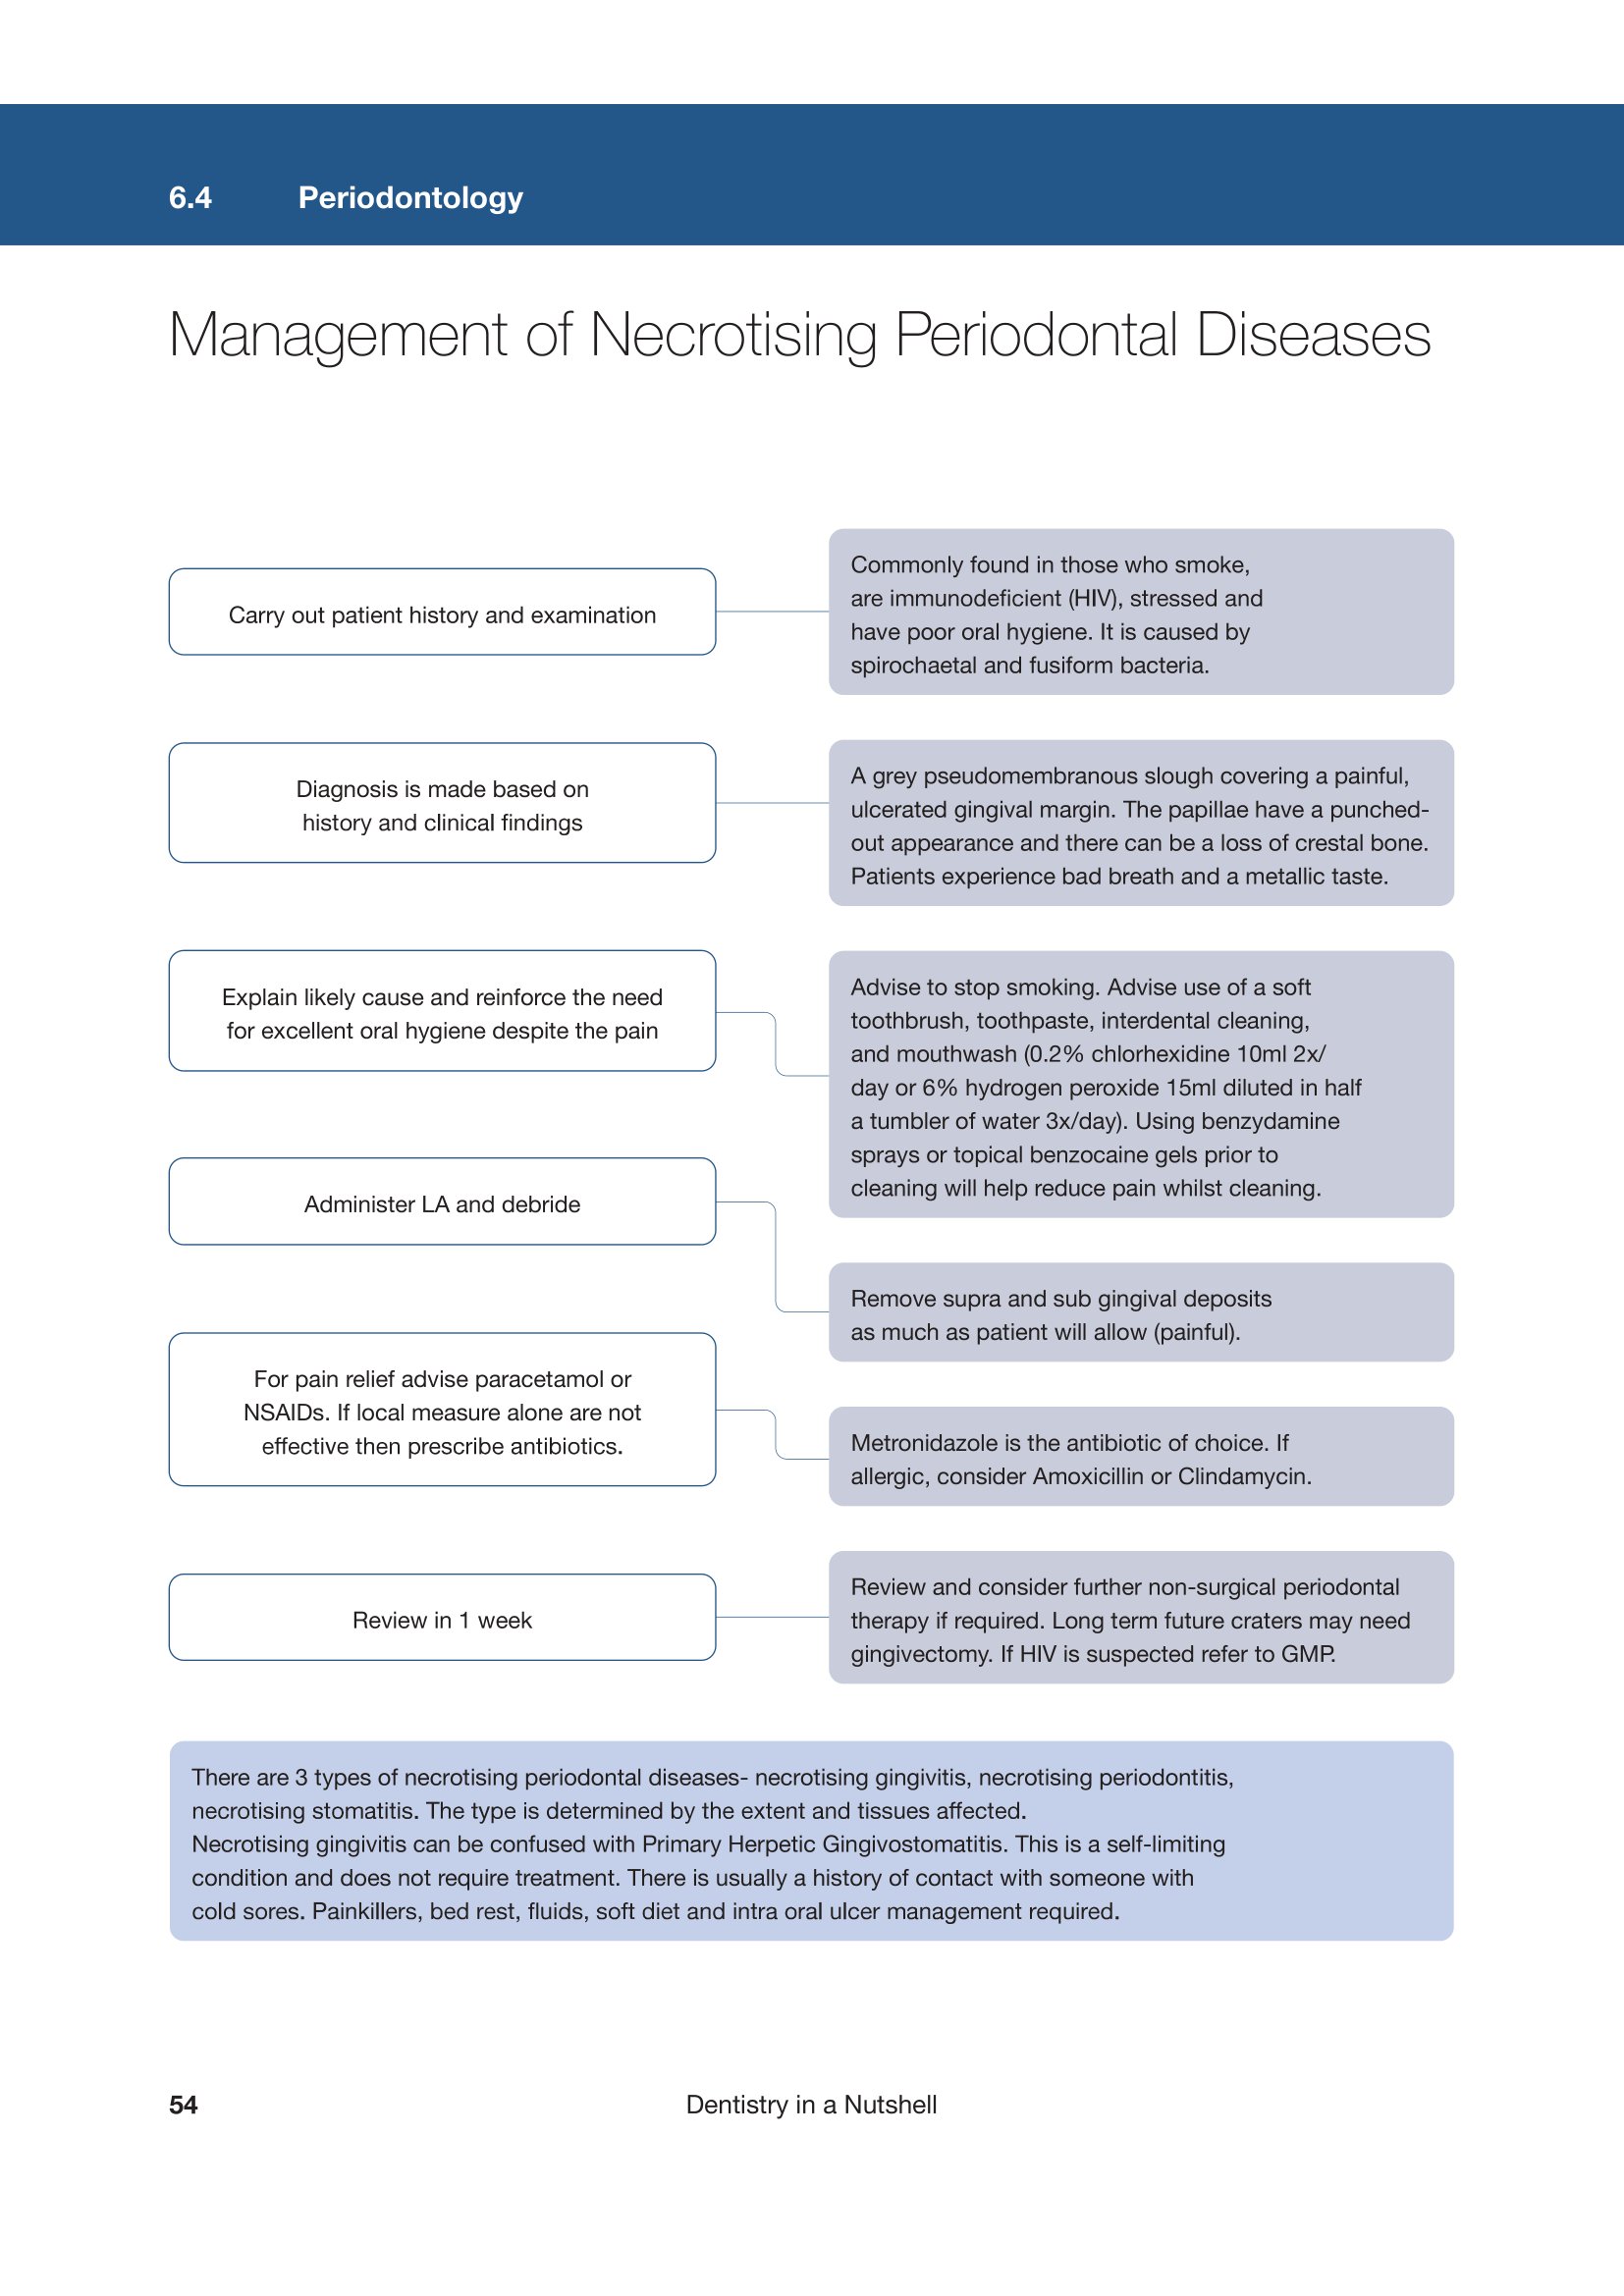 6.4 Periodontology
Management of Necrotising Periodontal Diseases
Carry out patient history and examination
Commonly found in those who smoke,
are immunodeficient (HIV), stressed and
have poor oral hygiene. It is caused by
spirochaetal and fusiform bacteria.
Diagnosis is made based on
history and clinical findings
A grey pseudomembranous slough covering a painful,
ulcerated gingival margin. The papillae have a punched-
out appearance and there can be a loss of crestal bone.
Patients experience bad breath and a metallic taste.
Explain likely cause and reinforce the need
for excellent oral hygiene despite the pain
Advise to stop smoking. Advise use of a soft
toothbrush, toothpaste, interdental cleaning,
and mouthwash (0.2% chlorhexidine 10ml 2x/
day or 6% hydrogen peroxide 15ml diluted in half
a tumbler of water 3x/day). Using benzydamine
sprays or topical benzocaine gels prior to
cleaning will help reduce pain whilst cleaning.
Administer LA and debride
Remove supra and sub gingival deposits
as much as patient will allow (painful).
For pain relief advise paracetamol or
NSAIDs. If local measure alone are not
effective then prescribe antibiotics.
Metronidazole is the antibiotic of choice. If
allergic, consider Amoxicillin or Clindamycin.
Review in 1 week
Review and consider further non-surgical periodontal
therapy if required. Long term future craters may need
gingivectomy. If HIV is suspected refer to GMP.
There are 3 types of necrotising periodontal diseases- necrotising gingivitis, necrotising periodontitis,
necrotising stomatitis. The type is determined by the extent and tissues affected.
Necrotising gingivitis can be confused with Primary Herpetic Gingivostomatitis. This is a self-limiting
condition and does not require treatment. There is usually a history of contact with someone with
cold sores. Painkillers, bed rest, fluids, soft diet and intra oral ulcer management required.
54 Dentistry in a Nutshell